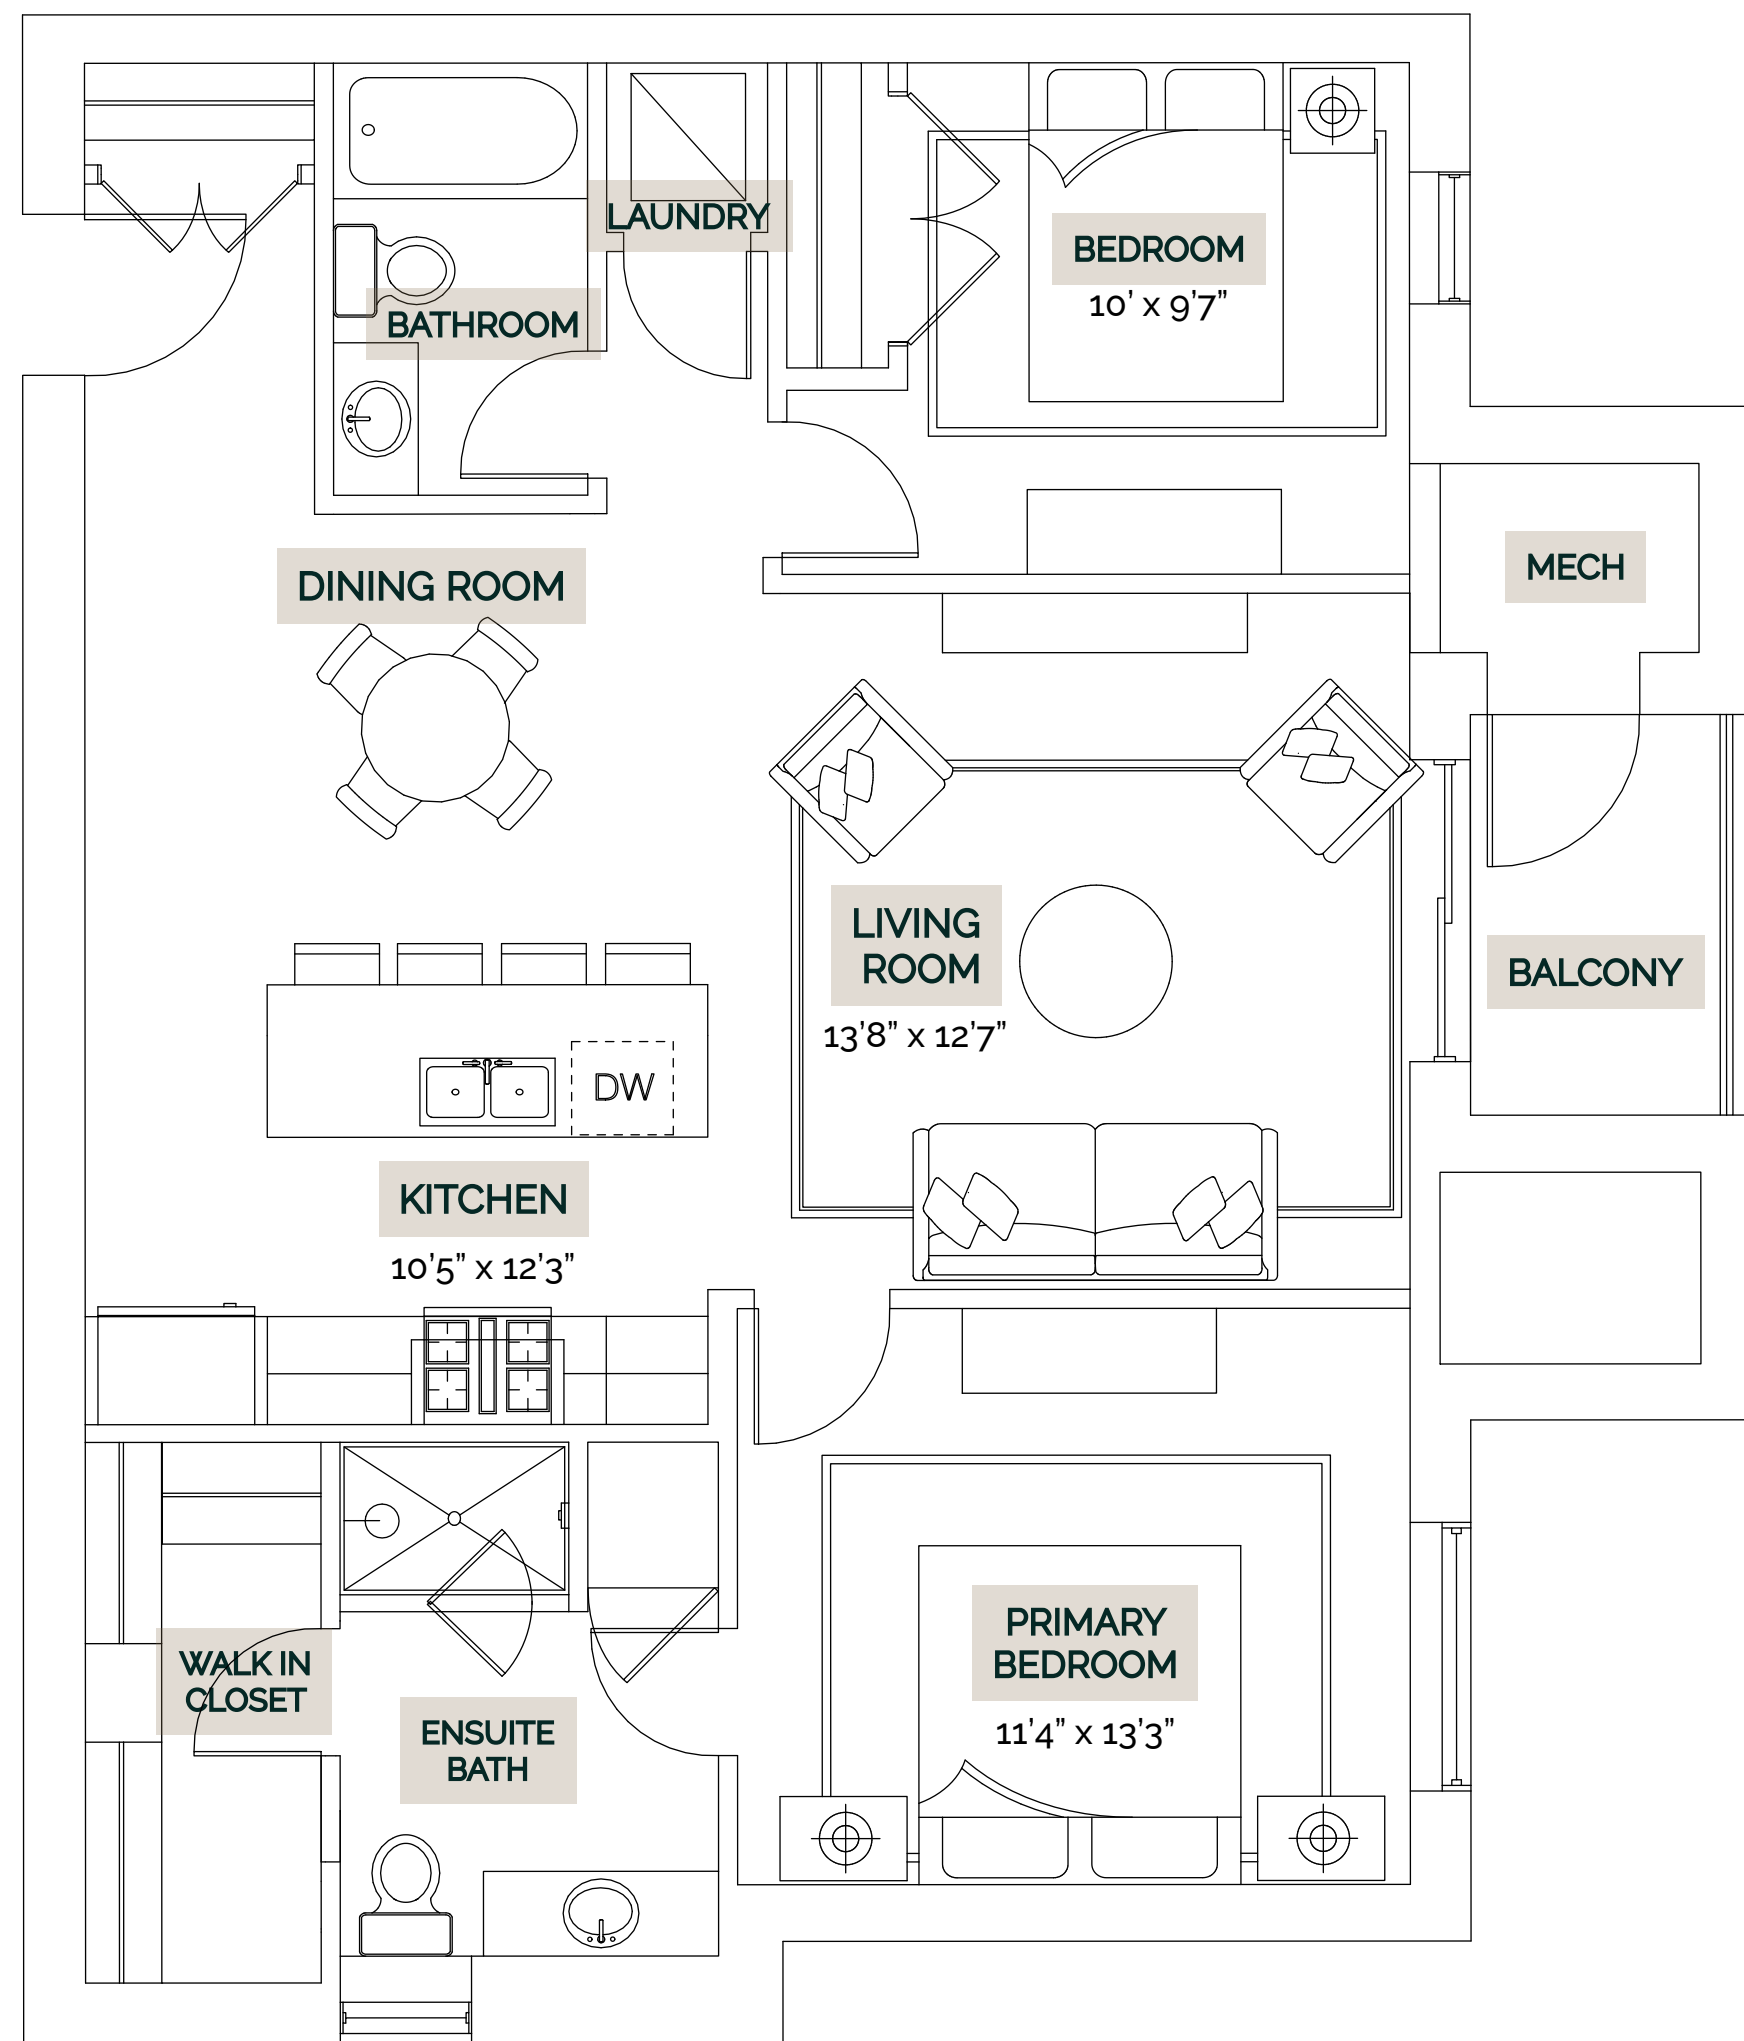 LAUNDRY
BEDROOM
10’ x 9’7”
BATHROOM
DINING ROOM
MECH
LIVING
ROOM
13’8” x 12’7”
BALCONY
DW
KITCHEN
10’5” x 12’3”
WALK IN
CLOSET
ENSUITE
BATH
PRIMARY
BEDROOM
11’4” x 13’3”